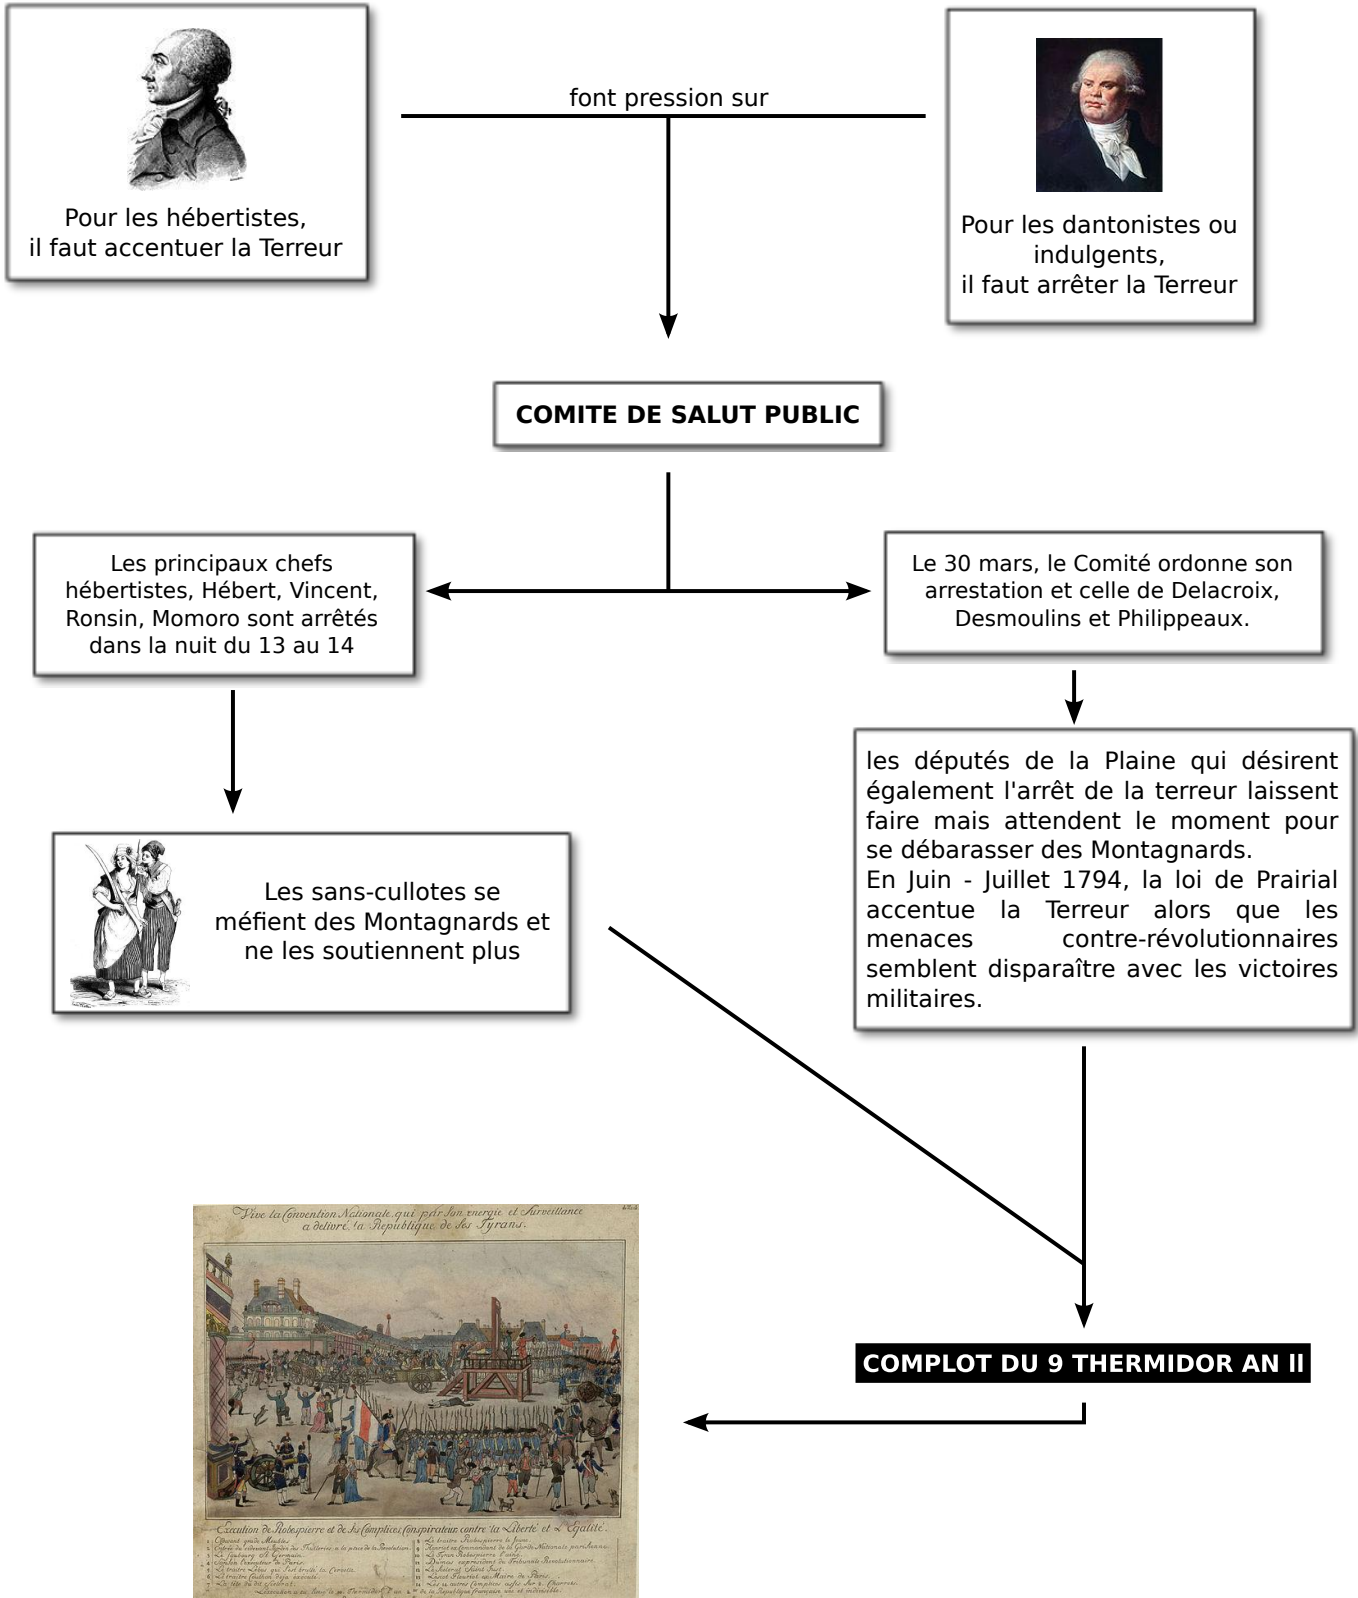 font pression sur
Pour les hébertistes,
il faut accentuer la Terreur
Pour les dantonistes ou
indulgents,
il faut arrêter la Terreur
COMITE DE SALUT PUBLIC
Les principaux chefs
hébertistes, Hébert, Vincent,
Ronsin, Momoro sont arrêtés
dans la nuit du 13 au 14
Le 30 mars, le Comité ordonne son
arrestation et celle de Delacroix,
Desmoulins et Philippeaux.
les députés de la Plaine qui désirent
également l'arrêt de la terreur laissent
faire mais attendent le moment pour
se débarasser des Montagnards.
En Juin - Juillet 1794, la loi de Prairial
accentue la Terreur alors que les
menaces contre-révolutionnaires
semblent disparaître avec les victoires
militaires.
Les sans-cullotes se
méfient des Montagnards et
ne les soutiennent plus
COMPLOT DU 9 THERMIDOR AN II
Vive la Convention Nationale qui par son energie et Surveillance
a delivré la Republique de ses Tyrans.
Execution de Robespierre et de ses Complices Conspirateurs contre la Liberté et l'Egalité.